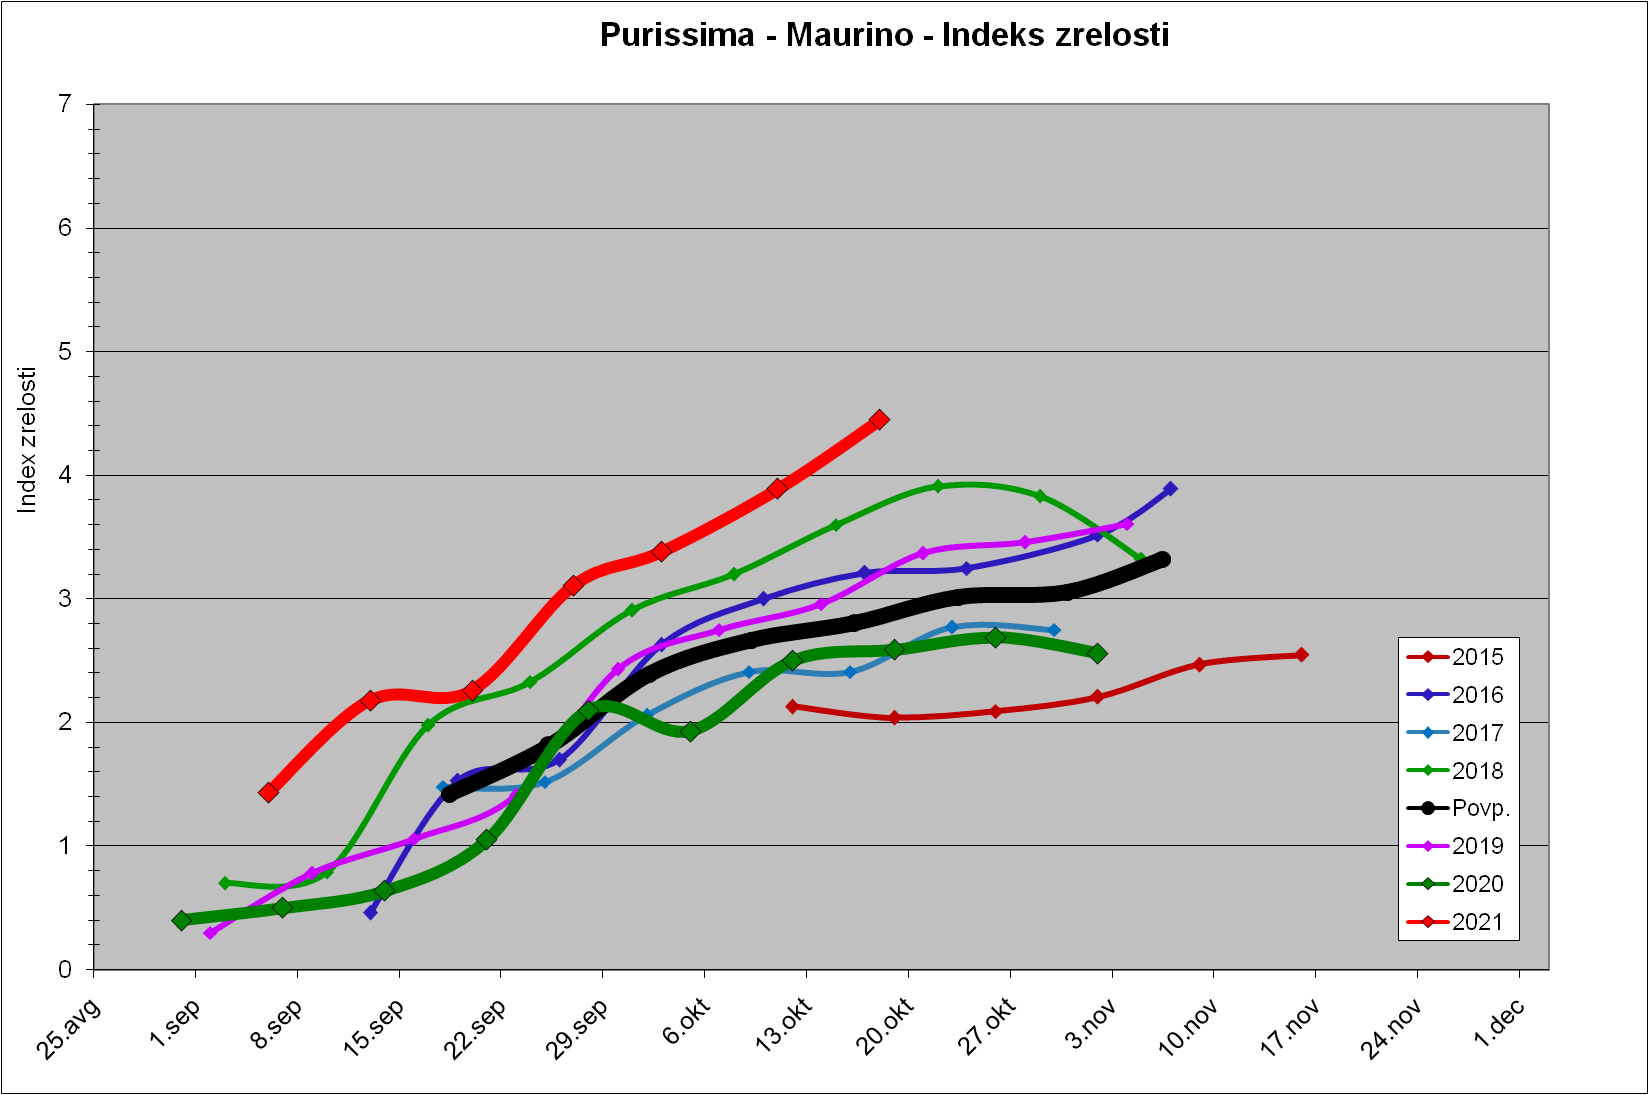 Purissima - Maurino - Indeks zrelosti
Index zrelosti
7
6
5
4
3
2
1
0
25.avg
1.sep
8.sep
15.sep
22.sep
29.sep
6.okt
13.okt
20.okt
27.okt
3.nov
10.nov
17.nov
24.nov
1.dec
2015
2016
2017
2018
Povp.
2019
2020
2021